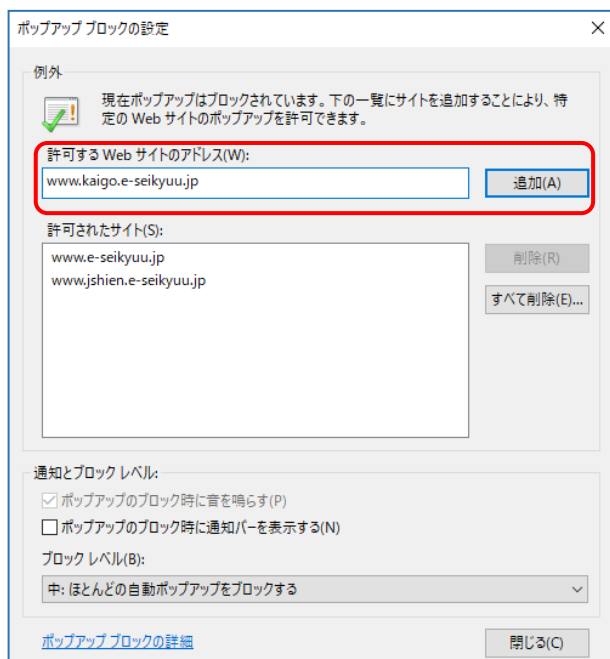 ポップアップ ブロックの設定
例外
現在ポップアップはブロックされています。下の一覧にサイトを追加することにより、特
定の Web サイトのポップアップを許可できます。
許可する Web サイトのアドレス(W):
www.kaigo.e-seikyuu.jp
追加(A)
許可されたサイト(S):
www.e-seikyuu.jp
削除(R)
www.jshien.e-seikyuu.jp
すべて削除(E)...
通知とブロック レベル:
ポップアップのブロック時に音を鳴らす(P)
ポップアップのブロック時に通知バーを表示する(N)
ブロック レベル(B):
中: ほとんどの自動ポップアップをブロックする
ポップアップ ブロックの詳細
閉じる(C)